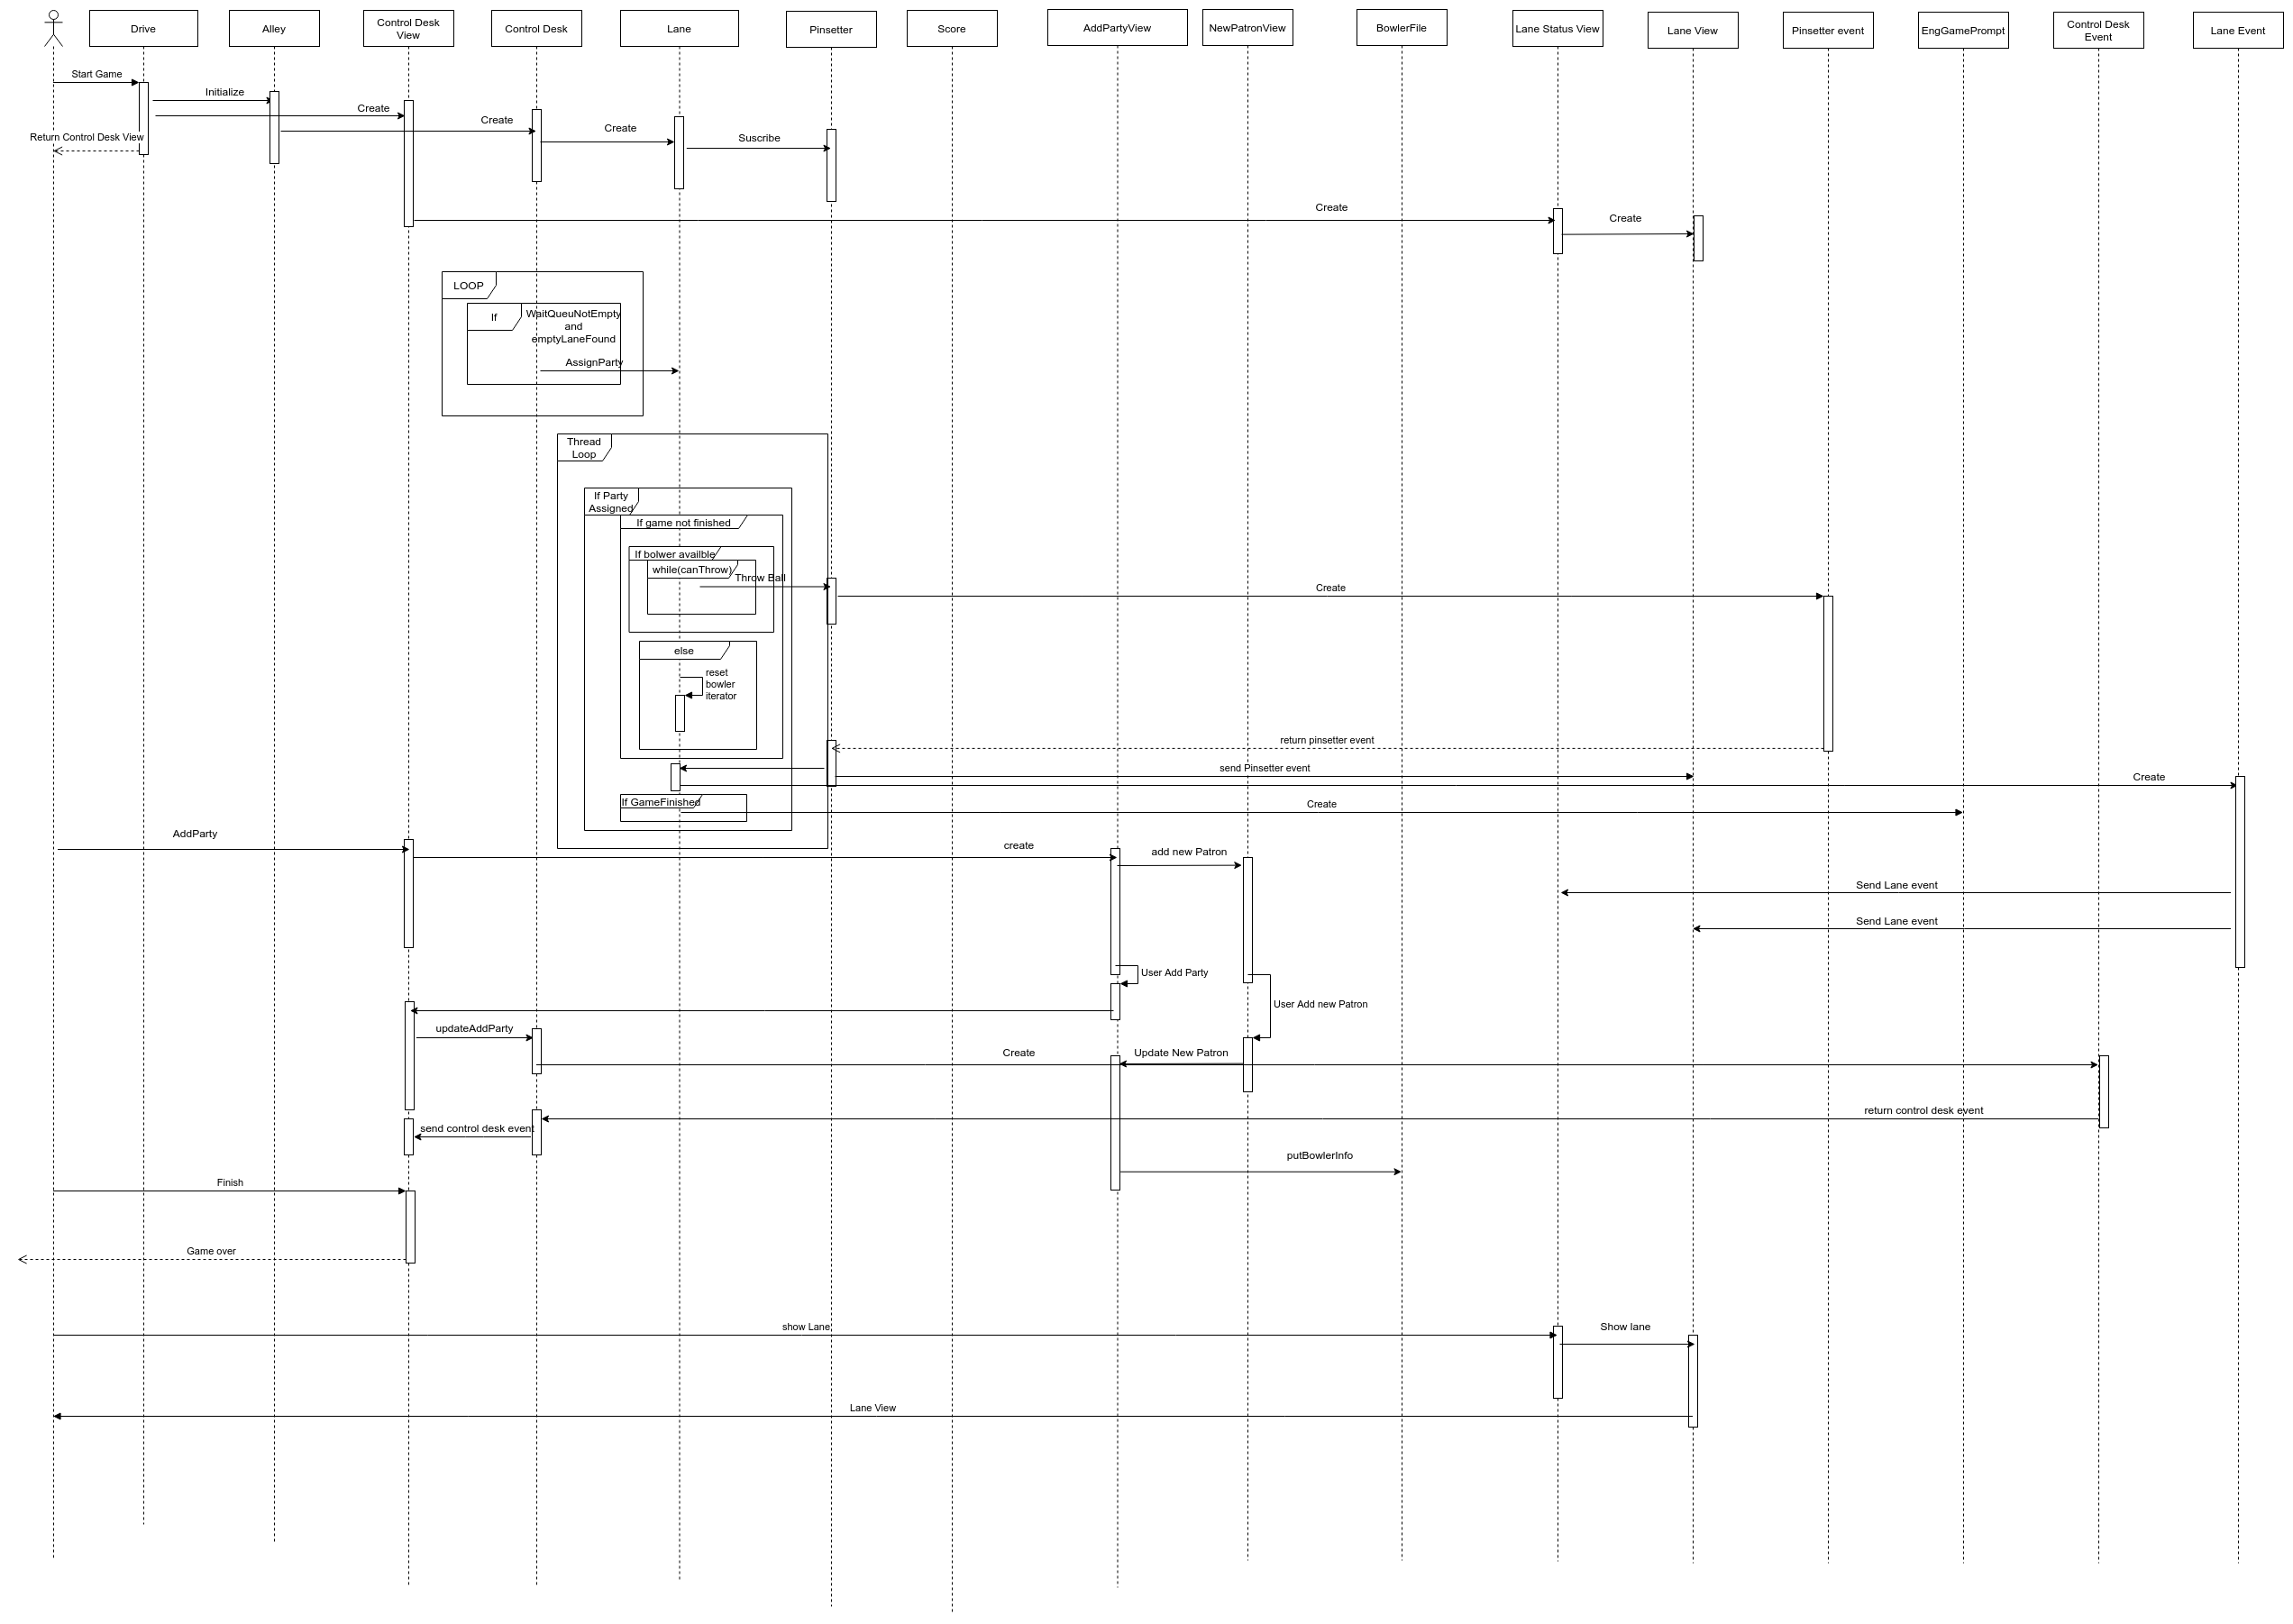 Drive
Alley
Control Desk
View
Control Desk
Lane
Pinsetter
Score
AddPartyView
NewPatronView
BowlerFile
Lane Status View
Lane View
Pinsetter event
EngGamePrompt
Control Desk
Event
Lane Event
Start Game
Initialize
Create
Create
Create
Suscribe
Return Control Desk View
Create
Create
LOOP
If
WaitQueuNotEmpty
and
emptyLaneFound
AssignParty
Thread
Loop
If Party
Assigned
If game not finished
If bolwer availble
while(canThrow)
Throw Ball
Create
else
reset
bowler
iterator
return pinsetter event
send Pinsetter event
Create
If GameFinished
Create
AddParty
create
add new Patron
Send Lane event
Send Lane event
User Add Party
User Add new Patron
updateAddParty
Create
Update New Patron
return control desk event
send control desk event
putBowlerInfo
Finish
Game over
show Lane
Show lane
Lane View